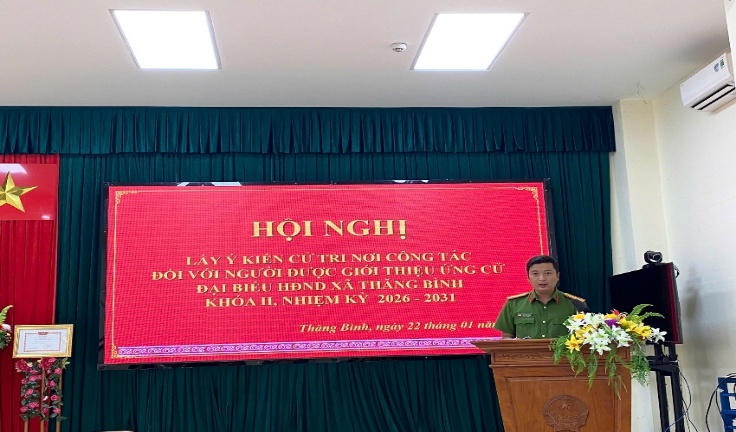 HỘI NGHỊ
LẤY Ý KIẾN CỬ TRI NƠI CÔNG TÁC
ĐỐI VỚI NGƯỜI ĐƯỢC GIỚI THIỆU ỨNG CỬ
ĐẠI BIỂU HĐND XÃ THĂNG BÌNH
KHÓA II, NHIỆM KỲ 2026 - 2031
Thăng Bình, ngày 22 tháng 01 năm